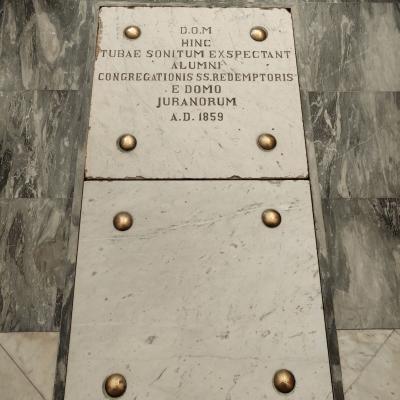 D.O.M
HINC
TUBAE SONITUM EXSPECTANT
ALUMNI
CONGREGATIONIS SS. REDEMPTORIS
E DOMO
JURANORUM
A.D. 1859